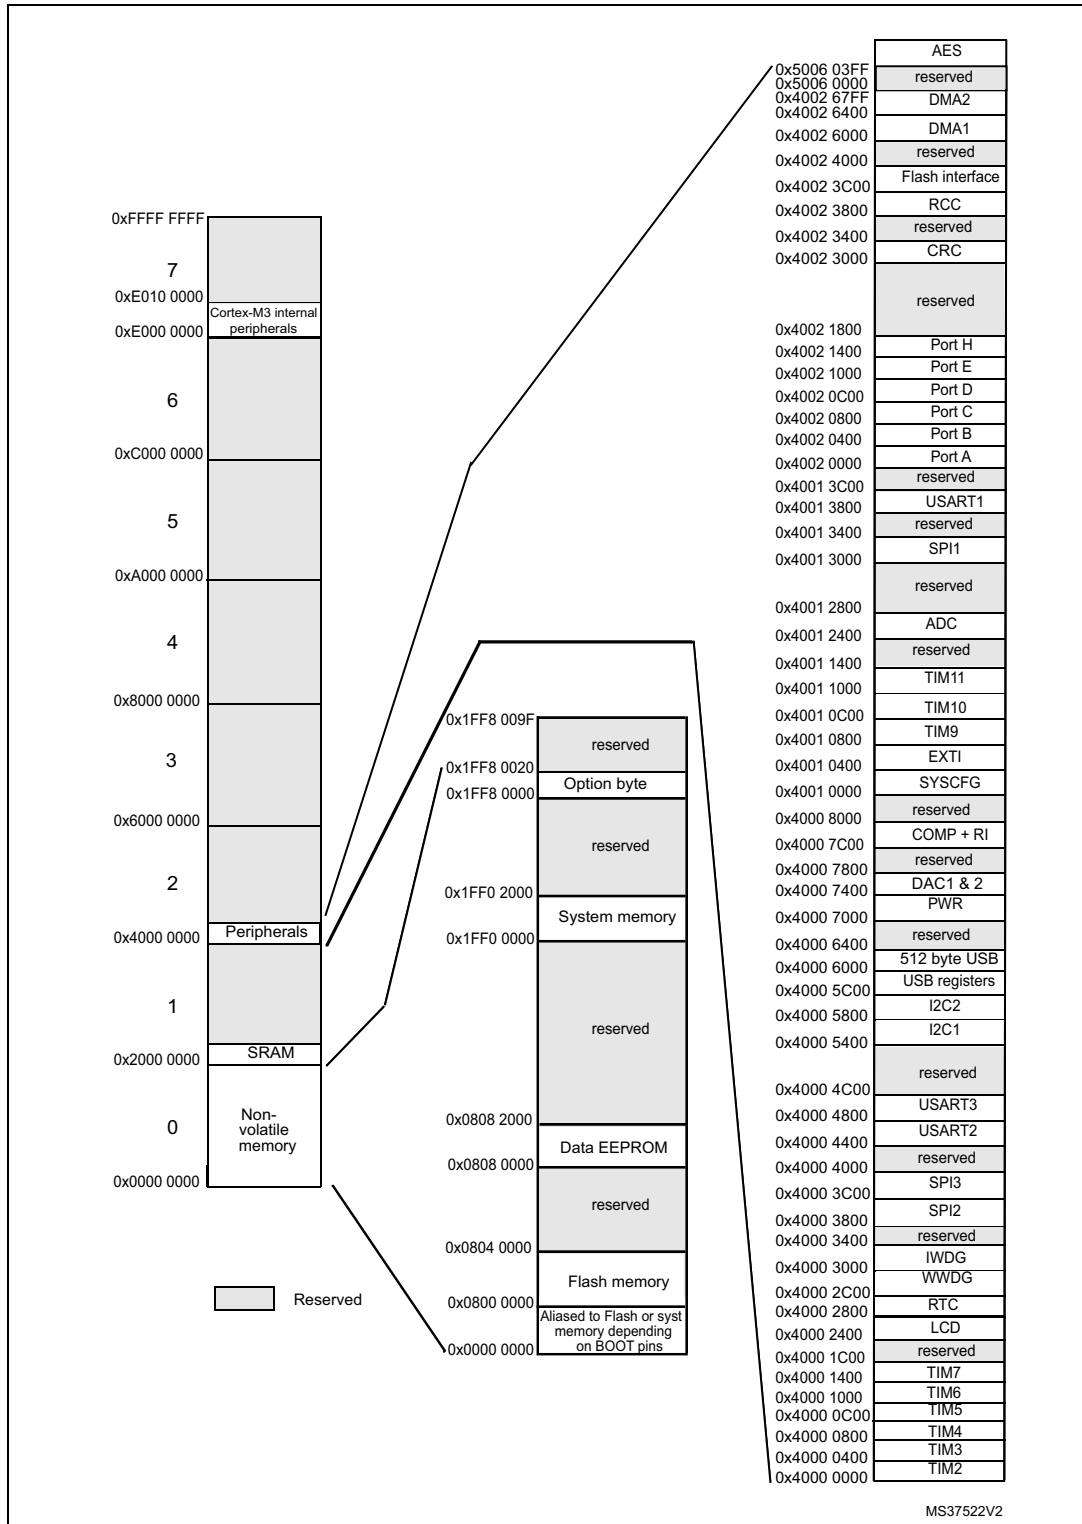 0xFFFF FFFF
7
0xE010 0000
Cortex-M3 internal
peripherals
0xE000 0000
6
0xC000 0000
5
0xA000 0000
4
0x8000 0000
3
0x6000 0000
2
Peripherals
0x4000 0000
1
SRAM
0x2000 0000
Non-
volatile
memory
0
0x0000 0000
Reserved
0x1FF8 009F
reserved
0x1FF8 0020
Option byte
0x1FF8 0000
reserved
0x1FF0 2000
System memory
0x1FF0 0000
reserved
0x0808 2000
Data EEPROM
0x0808 0000
reserved
0x0804 0000
Flash memory
0x0800 0000
Aliased to Flash or syst
memory depending
on BOOT pins
0x0000 0000
AES
0x5006 03FF
reserved
0x5006 0000
0x4002 67FF
DMA2
0x4002 6400
DMA1
0x4002 6000
reserved
0x4002 4000
Flash interface
0x4002 3C00
RCC
0x4002 3800
reserved
0x4002 3400
CRC
0x4002 3000
reserved
0x4002 1800
Port H
0x4002 1400
Port E
0x4002 1000
Port D
0x4002 0C00
Port C
0x4002 0800
Port B
0x4002 0400
Port A
0x4002 0000
reserved
0x4001 3C00
USART1
0x4001 3800
reserved
0x4001 3400
SPI1
0x4001 3000
reserved
0x4001 2800
ADC
0x4001 2400
reserved
0x4001 1400
TIM11
0x4001 1000
TIM10
0x4001 0C00
TIM9
0x4001 0800
EXTI
0x4001 0400
SYSCFG
0x4001 0000
reserved
0x4000 8000
COMP + RI
0x4000 7C00
reserved
0x4000 7800
DAC1 & 2
0x4000 7400
PWR
0x4000 7000
reserved
0x4000 6400
512 byte USB
0x4000 6000
USB registers
0x4000 5C00
I2C2
0x4000 5800
I2C1
0x4000 5400
reserved
0x4000 4C00
USART3
0x4000 4800
USART2
0x4000 4400
reserved
0x4000 4000
SPI3
0x4000 3C00
SPI2
0x4000 3800
reserved
0x4000 3400
IWDG
0x4000 3000
WWDG
0x4000 2C00
RTC
0x4000 2800
LCD
0x4000 2400
reserved
0x4000 1C00
TIM7
0x4000 1400
TIM6
0x4000 1000
TIM5
0x4000 0C00
TIM4
0x4000 0800
TIM3
0x4000 0400
TIM2
0x4000 0000
MS37522V2